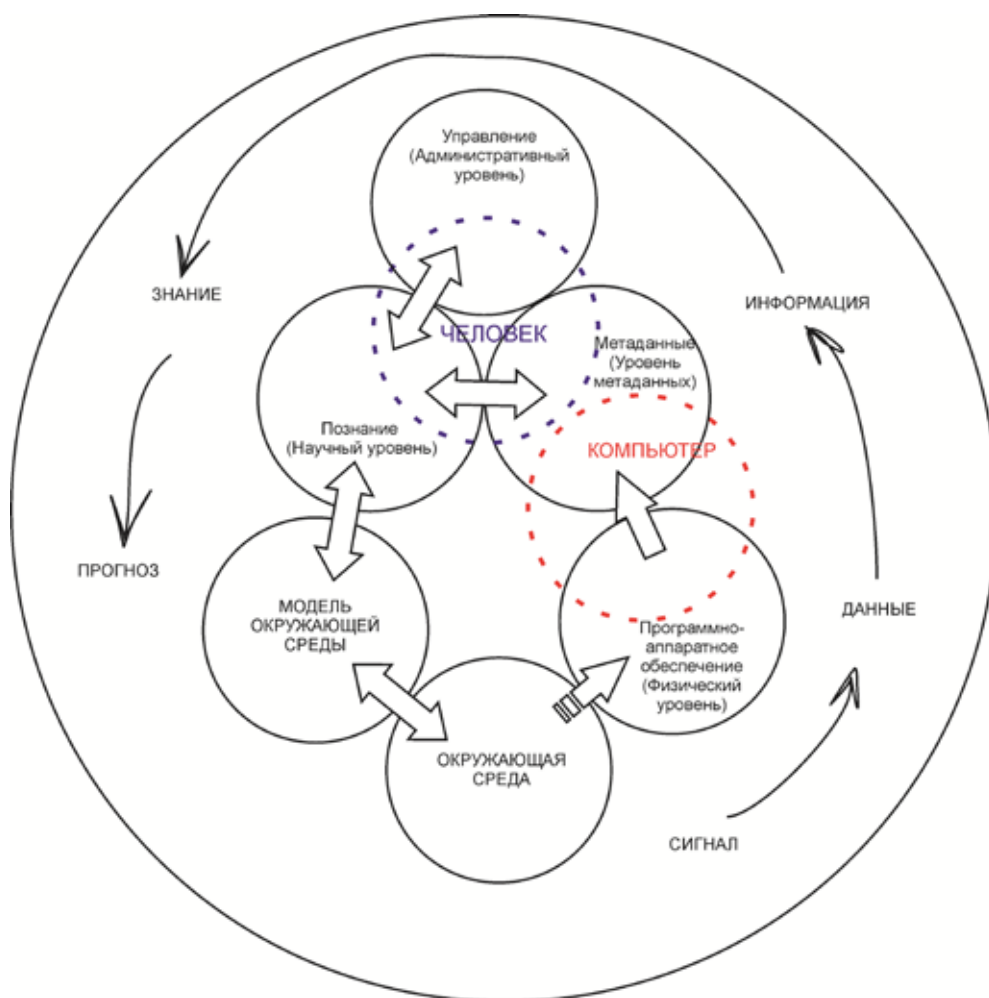 Управление
(Административный
уровень)
ЗНАНИЕ
ИНФОРМАЦИЯ
ЧЕЛОВЕК
Метаданные
(Уровень
метаданных)
Познание
(Научный уровень)
КОМПЬЮТЕР
ПРОГНОЗ
МОДЕЛЬ
ОКРУЖАЮЩЕЙ
СРЕДЫ
ДАННЫЕ
Программно-
аппаратное
обеспечение
(Физический
уровень)
ОКРУЖАЮЩАЯ
СРЕДА
СИГНАЛ